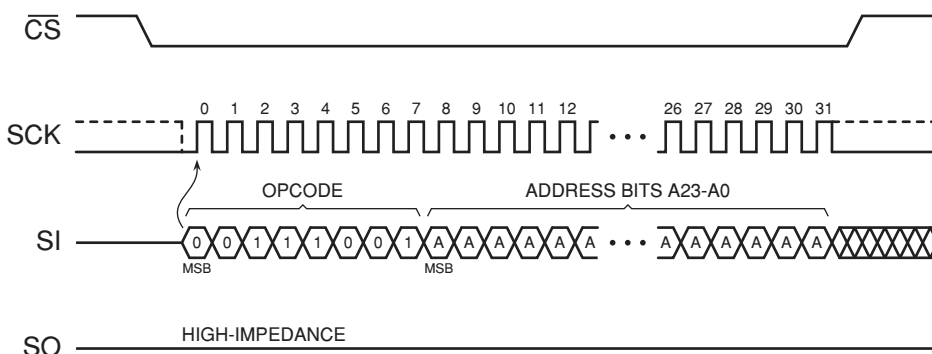 CS
0 1 2 3 4 5 6 7 8 9 10 11 12 26 27 28 29 30 31
SCK
OPCODE ADDRESS BITS A23-A0
SI 0 0 1 1 1 0 0 1 A A A A A A A A A A A A
MSB MSB
HIGH-IMPEDANCE
SO